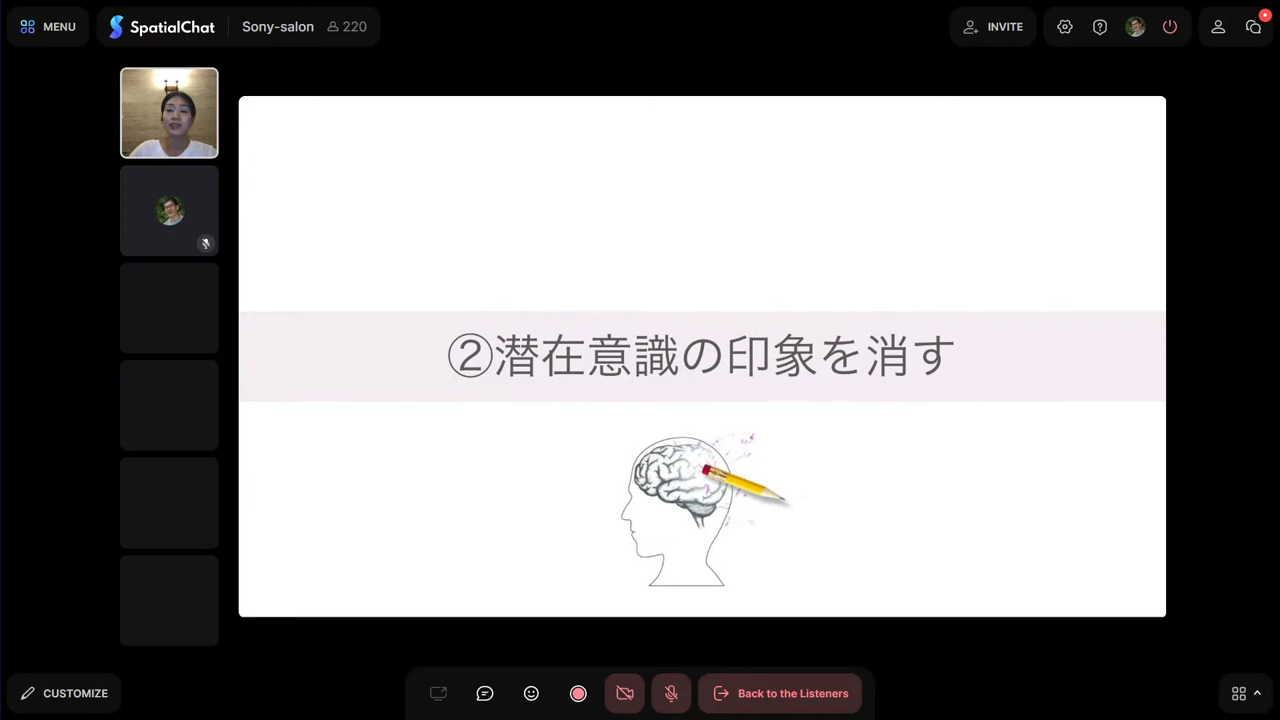 MENU
SpatialChat
Sony-salon
220
INVITE
②潜在意識の印象を消す
CUSTOMIZE
Back to the Listeners